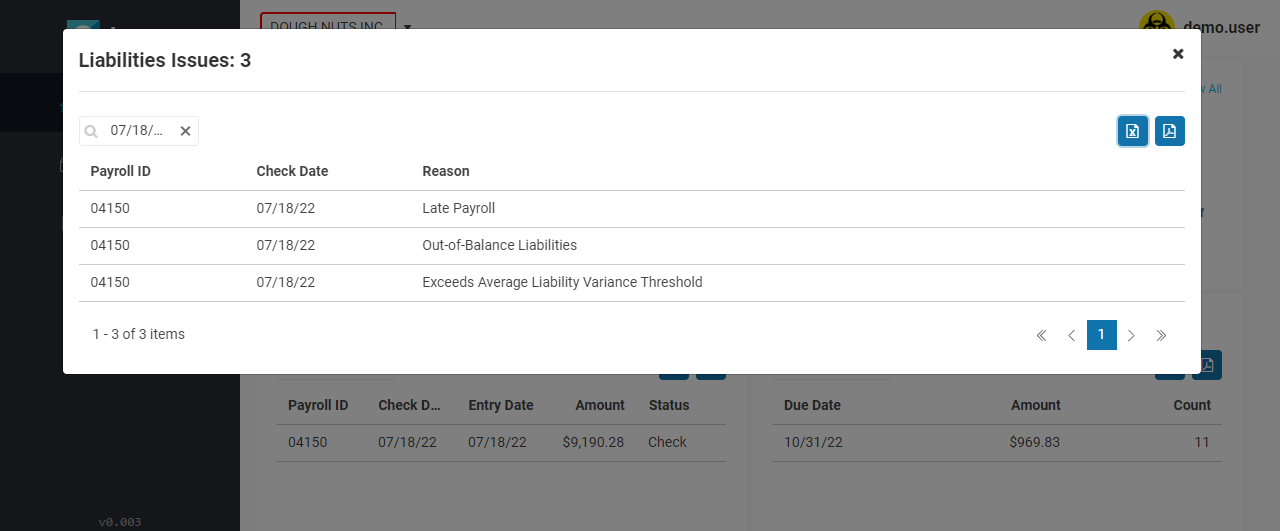 DOUGH NUTS INC
demo.user
Liabilities Issues: 3
All
07/18/...
Payroll ID Check Date Reason
04150 07/18/22 Late Payroll
04150 07/18/22 Out-of-Balance Liabilities
04150 07/18/22 Exceeds Average Liability Variance Threshold
1 - 3 of 3 items
1
Payroll ID Check D... Entry Date Amount Status
04150 07/18/22 07/18/22 $9,190.28 Check
Due Date Amount Count
10/31/22 $969.83 11
v0.003